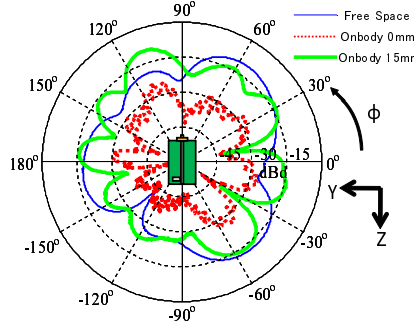 90°
Free Space
Onbody 0mm
Onbody 15mm
120°
60°
150°
30°
ϕ
180°
-45
-30
-15
0°
dBd
Y
Z
-150°
-30°
-120°
-60°
-90°